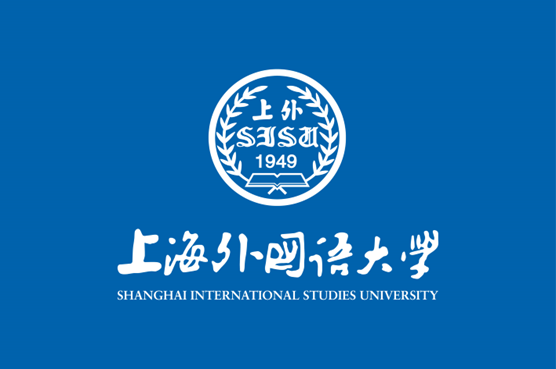 上外
SISU
1949
上海外国语大学
SHANGHAI INTERNATIONAL STUDIES UNIVERSITY